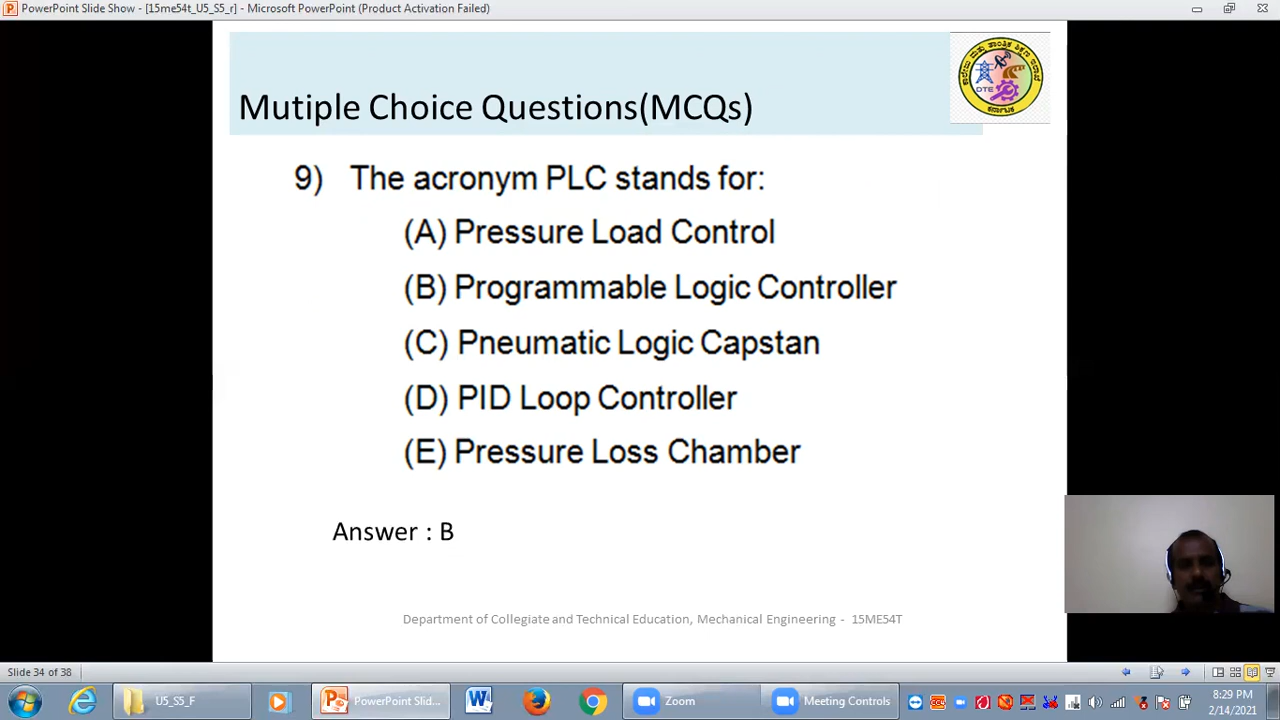 PowerPoint Slide Show - [15me54t_U5_S5_r] - Microsoft PowerPoint (Product Activation Failed)
Mutiple Choice Questions(MCQs)
DTE
9) The acronym PLC stands for:
(A) Pressure Load Control
(B) Programmable Logic Controller
(C) Pneumatic Logic Capstan
(D) PID Loop Controller
(E) Pressure Loss Chamber
Answer : B
Department of Collegiate and Technical Education, Mechanical Engineering - 15ME54T
Slide 34 of 38
U5_S5_F
PowerPoint Slid...
Zoom
Meeting Controls
8:29 PM
2/14/2021